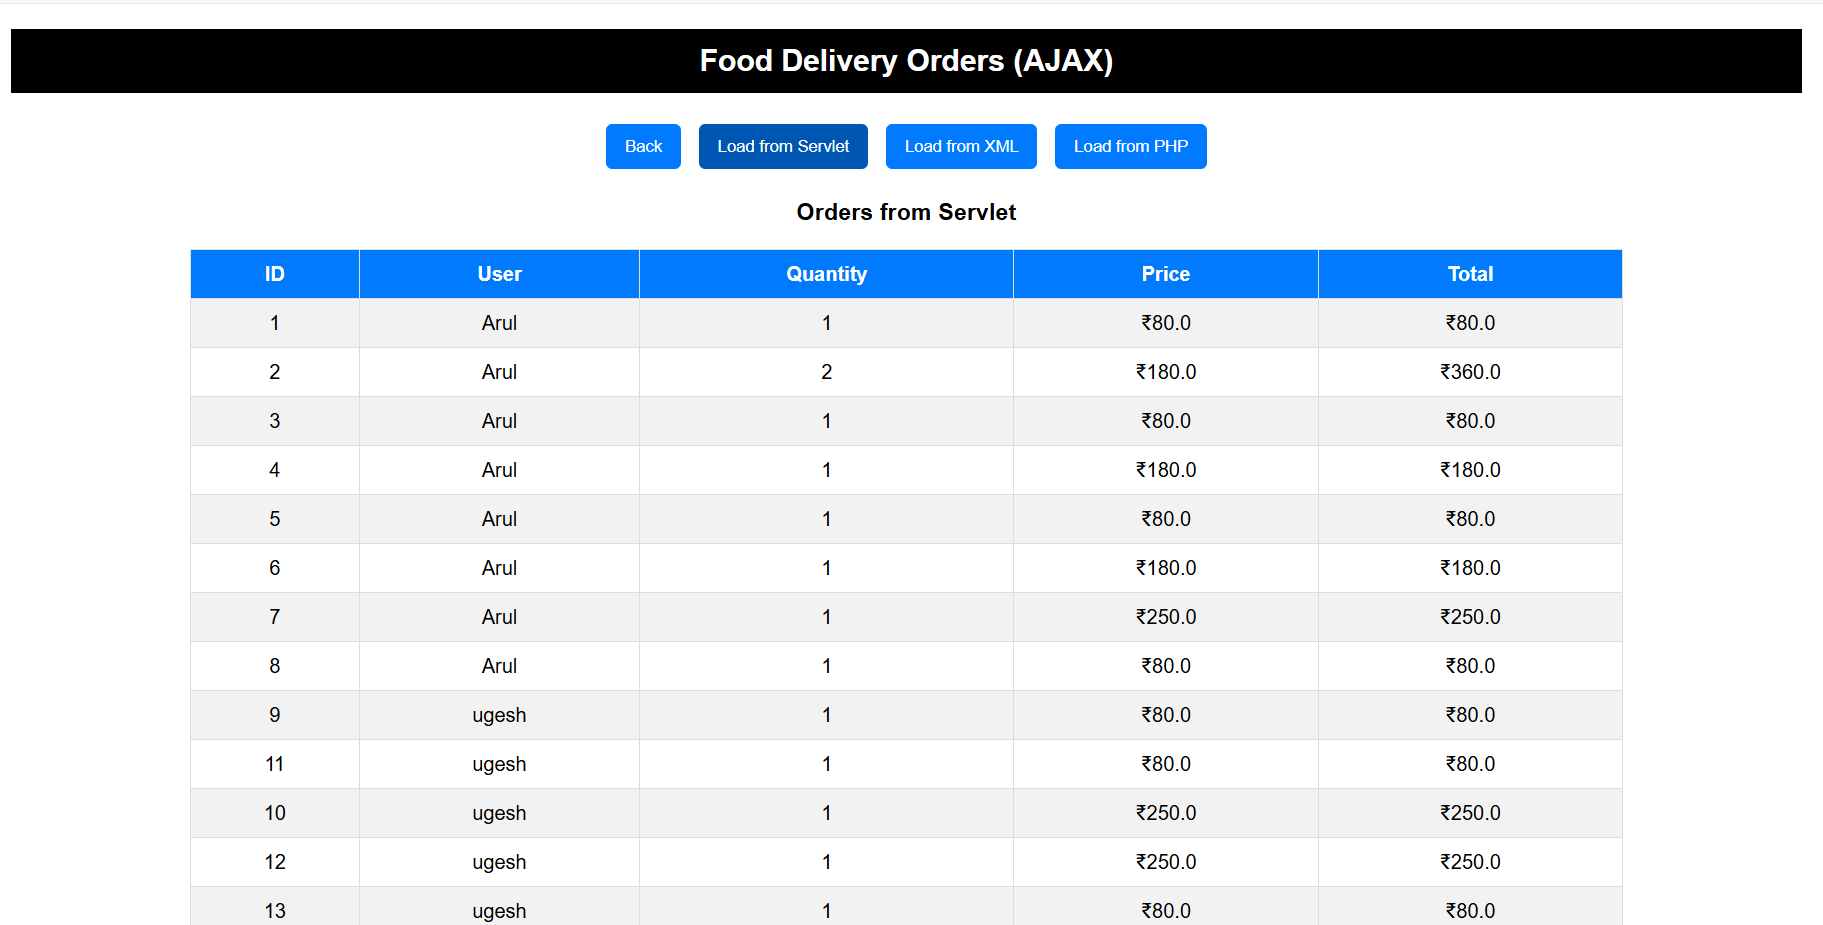 Food Delivery Orders (AJAX)
Back Load from Servlet Load from XML Load from PHP
Orders from Servlet
ID User Quantity Price Total
1 Arul 1 ₹80.0 ₹80.0
2 Arul 2 ₹180.0 ₹360.0
3 Arul 1 ₹80.0 ₹80.0
4 Arul 1 ₹180.0 ₹180.0
5 Arul 1 ₹80.0 ₹80.0
6 Arul 1 ₹180.0 ₹180.0
7 Arul 1 ₹250.0 ₹250.0
8 Arul 1 ₹80.0 ₹80.0
9 ugesh 1 ₹80.0 ₹80.0
11 ugesh 1 ₹80.0 ₹80.0
10 ugesh 1 ₹250.0 ₹250.0
12 ugesh 1 ₹250.0 ₹250.0
13 ugesh 1 ₹80.0 ₹80.0